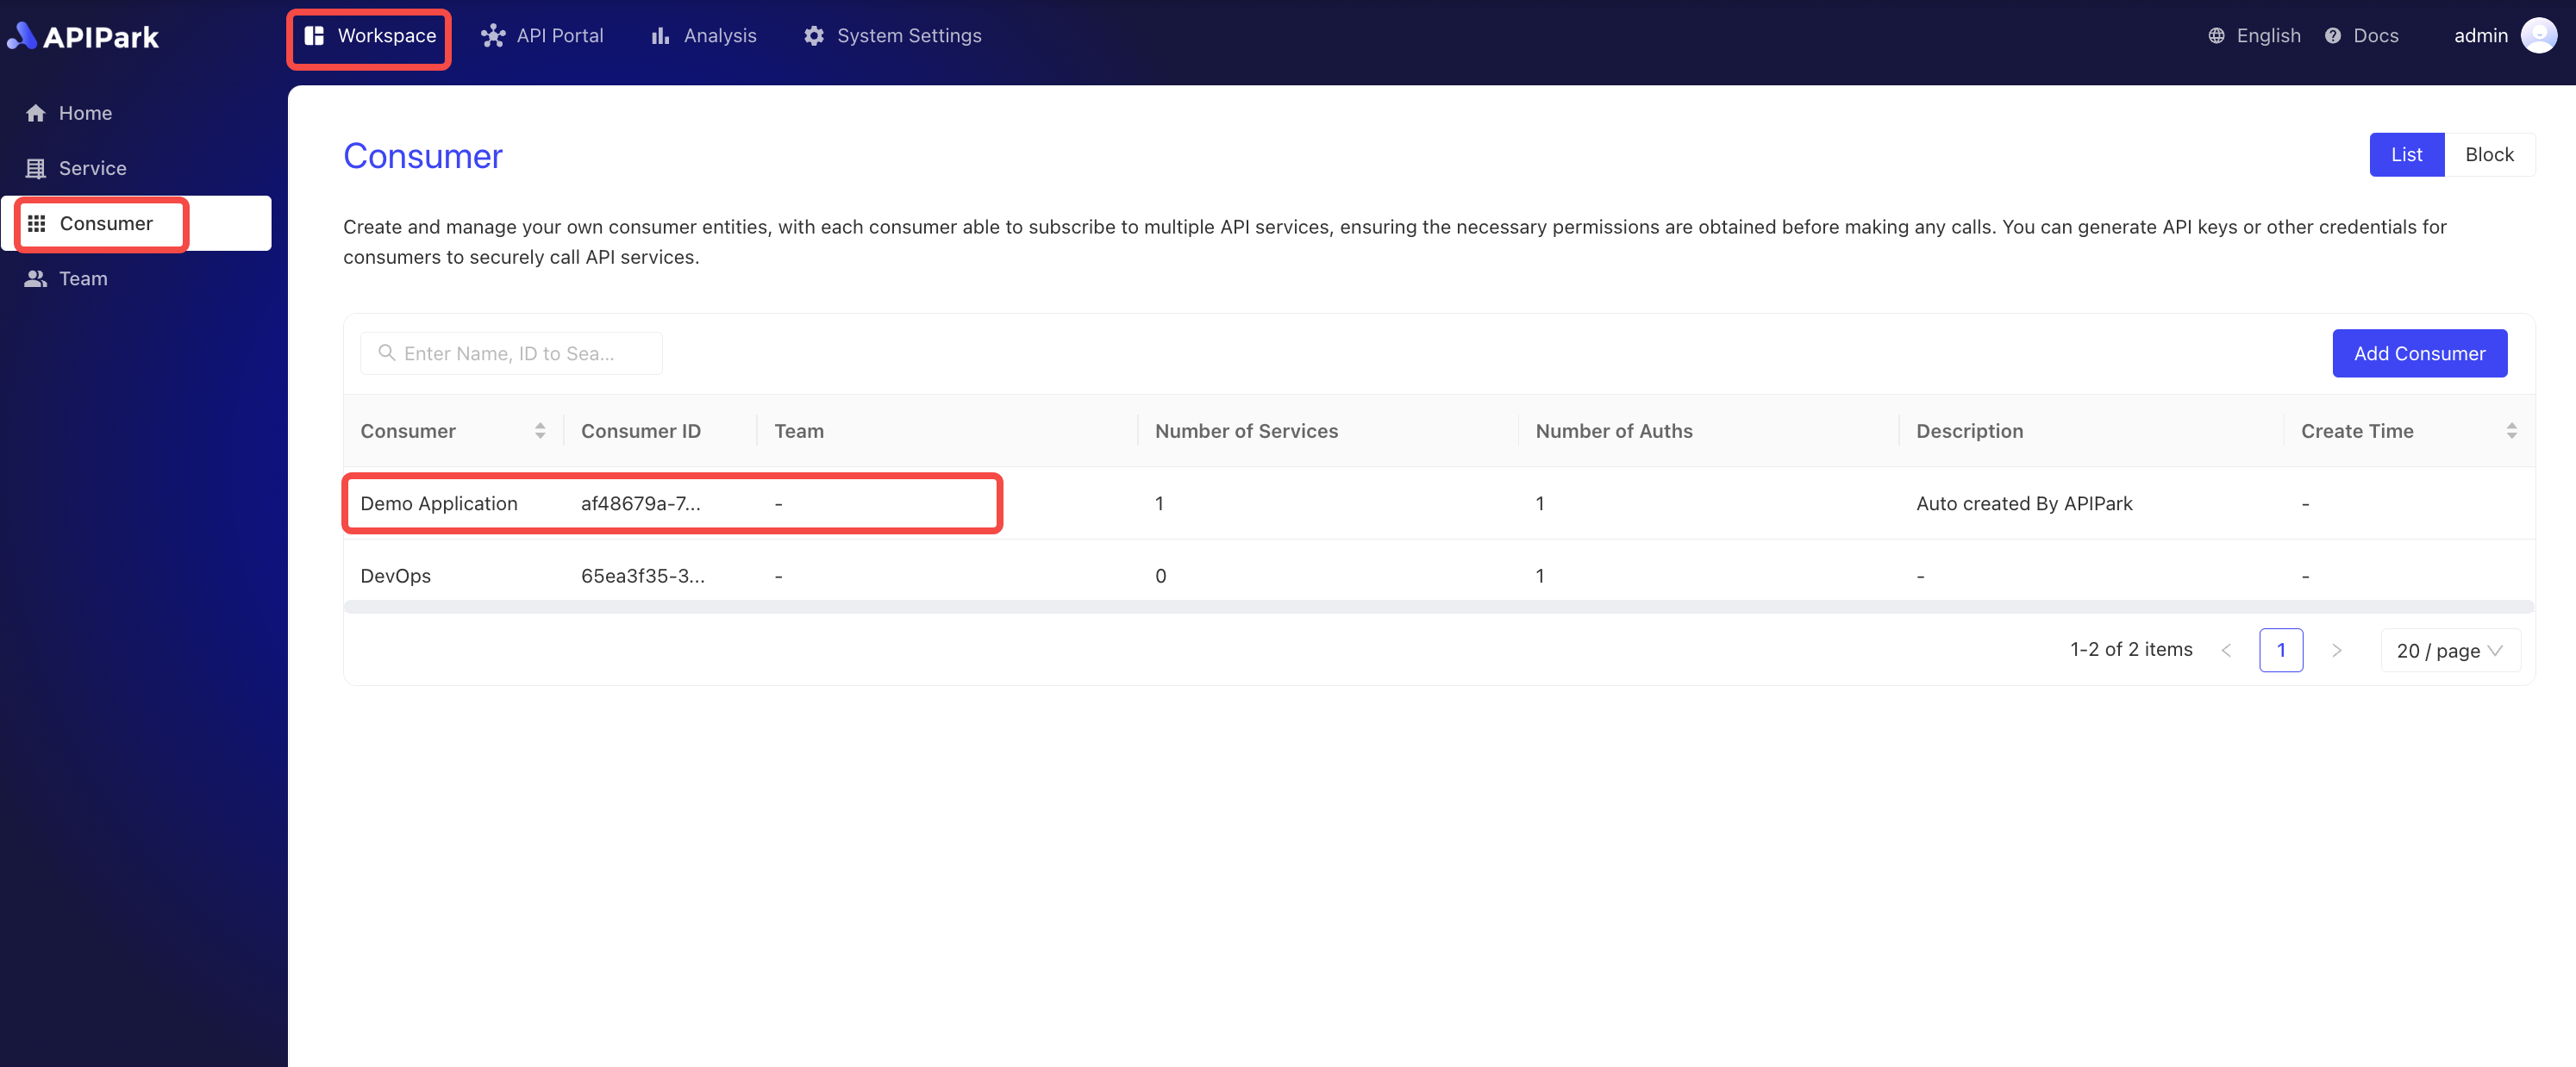 APIPark
Workspace
API Portal
Analysis
System Settings
English
Docs
admin
Home
Service
Consumer
Team
Consumer
List
Block
Create and manage your own consumer entities, with each consumer able to subscribe to multiple API services, ensuring the necessary permissions are obtained before making any calls. You can generate API keys or other credentials for
consumers to securely call API services.
Enter Name, ID to Sea...
Add Consumer
Consumer Consumer ID Team Number of Services Number of Auths Description Create Time
Demo Application af48679a-7... - 1 1 Auto created By APIPark -
DevOps 65ea3f35-3... - 0 1 - -
1-2 of 2 items < 1 > 20 / page